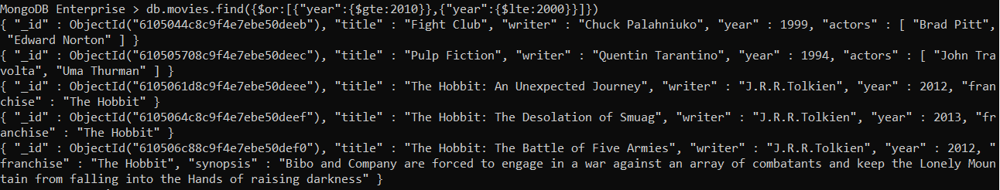 MongoDB Enterprise > db.movies.find({$or:[{"year":{$gte:2010}},{"year":{$lte:2000}}]})
{ "_id" : ObjectId("6105044c8c9f4e7ebe50deeb"), "title" : "Fight Club", "writer" : "Chuck Palahniuko", "year" : 1999, "actors" : [ "Brad Pitt",
 "Edward Norton" ] }
{ "_id" : ObjectId("610505708c9f4e7ebe50deec"), "title" : "Pulp Fiction", "writer" : "Quentin Tarantino", "year" : 1994, "actors" : [ "John Tra
volta", "Uma Thurman" ] }
{ "_id" : ObjectId("6105061d8c9f4e7ebe50deee"), "title" : "The Hobbit: An Unexpected Journey", "writer" : "J.R.R.Tolkien", "year" : 2012, "fran
chise" : "The Hobbit" }
{ "_id" : ObjectId("6105064c8c9f4e7ebe50deef"), "title" : "The Hobbit: The Desolation of Smuag", "writer" : "J.R.R.Tolkien", "year" : 2013, "fr
anchise" : "The Hobbit" }
{ "_id" : ObjectId("610506c88c9f4e7ebe50def0"), "title" : "The Hobbit: The Battle of Five Armies", "writer" : "J.R.R.Tolkien", "year" : 2012, "
franchise" : "The Hobbit", "synopsis" : "Bibo and Company are forced to engage in a war against an array of combatants and keep the Lonely Moun
tain from falling into the Hands of raising darkness" }